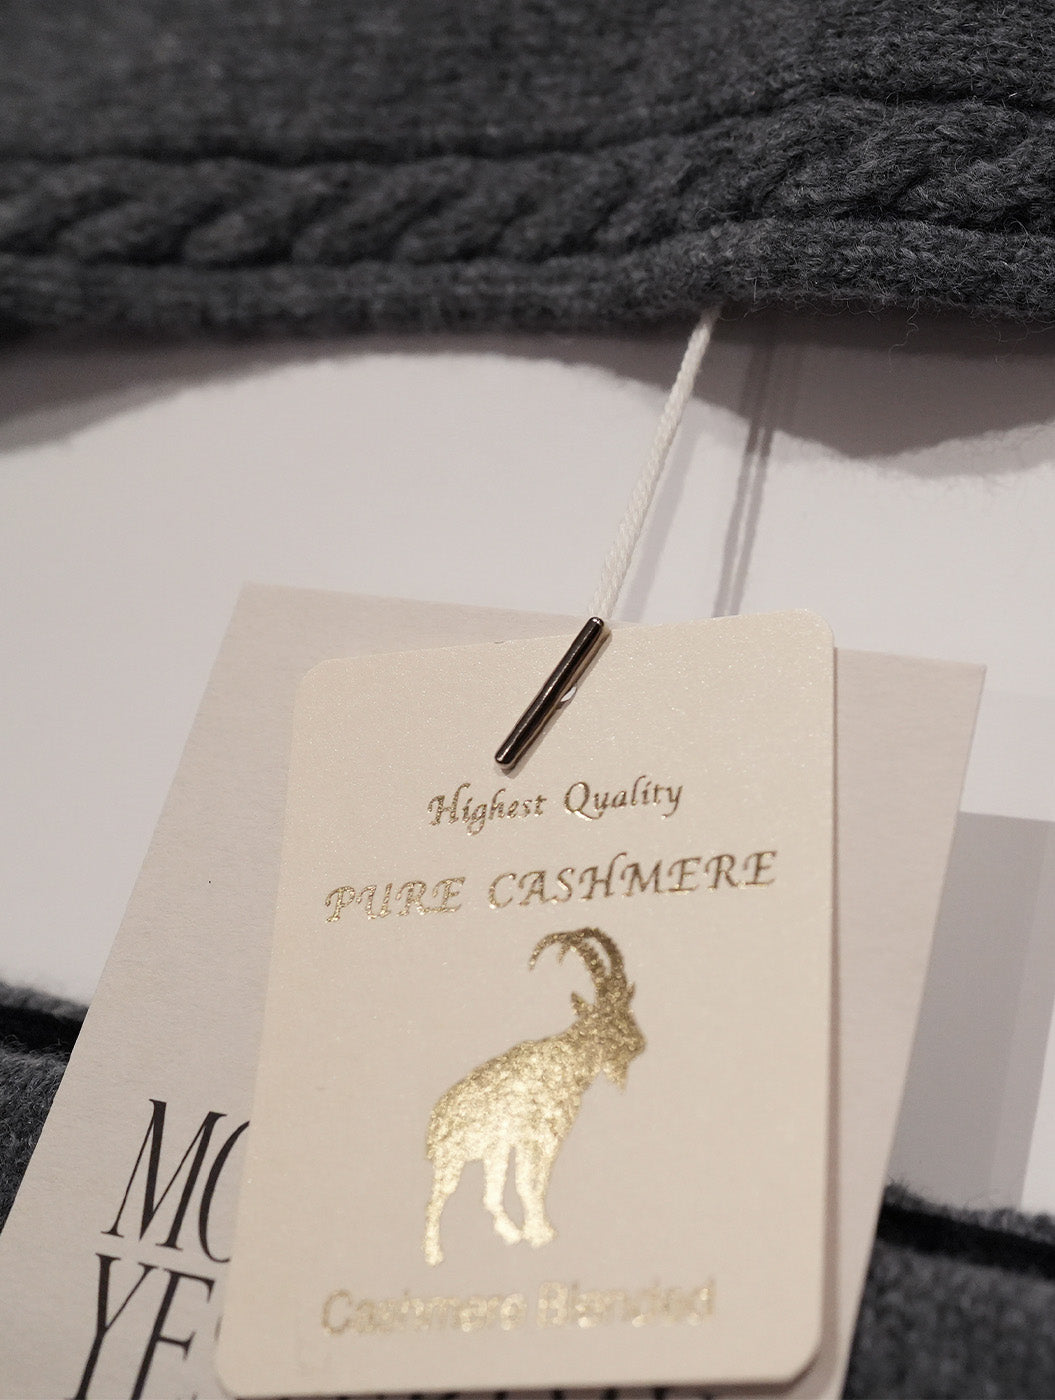 Highest Quality
PURE CASHMERE
Cashmere Blended